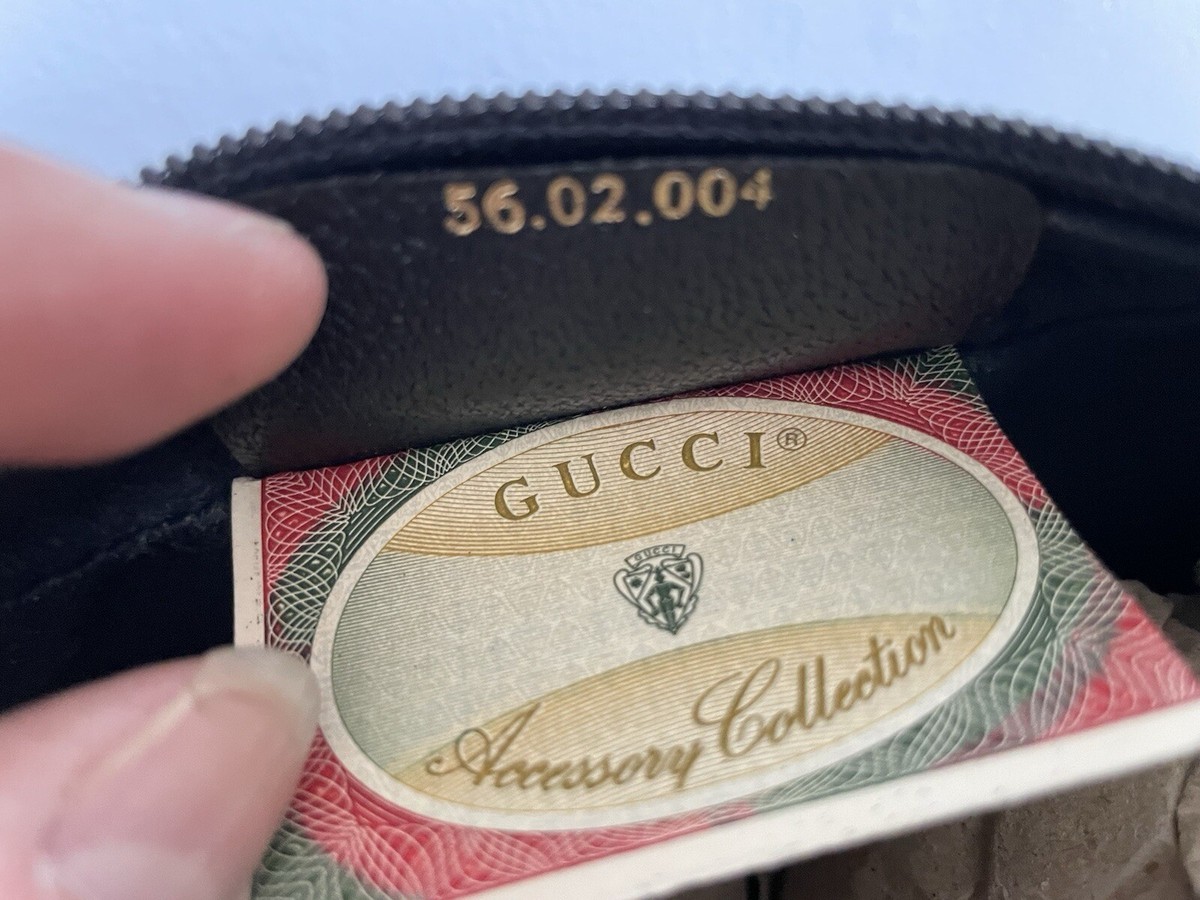 56.02.004
GUCCI®
GUCCI
Accessory Collection